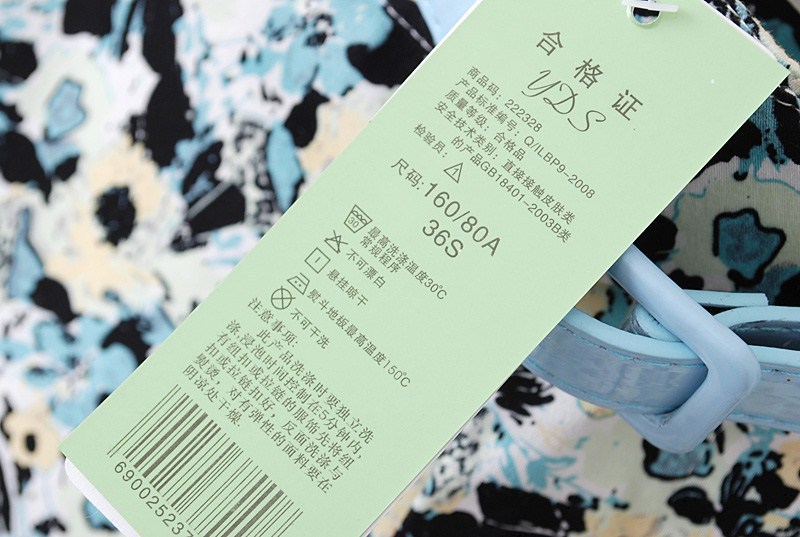 合格证
YDS
商品码：222328
产品标准编号：Q/ILBP9-2008
质量等级：合格品
安全技术类别：直接接触皮肤类
的产品GB18401-2003B类
检验员：
尺码：160/80A
36S
30
最高洗涤温度30℃
常规程序
不可漂白
悬挂晾干
熨斗地板最高温度150℃
不可干洗
注意事项：
此产品洗涤时要独立洗
涤，浸泡时间控制在5分钟内，
有纽扣或拉链的服饰先将纽
扣或拉链扣好，反面洗涤与
熨烫，对有弹性的面料要在
阴凉处干燥.
69002523